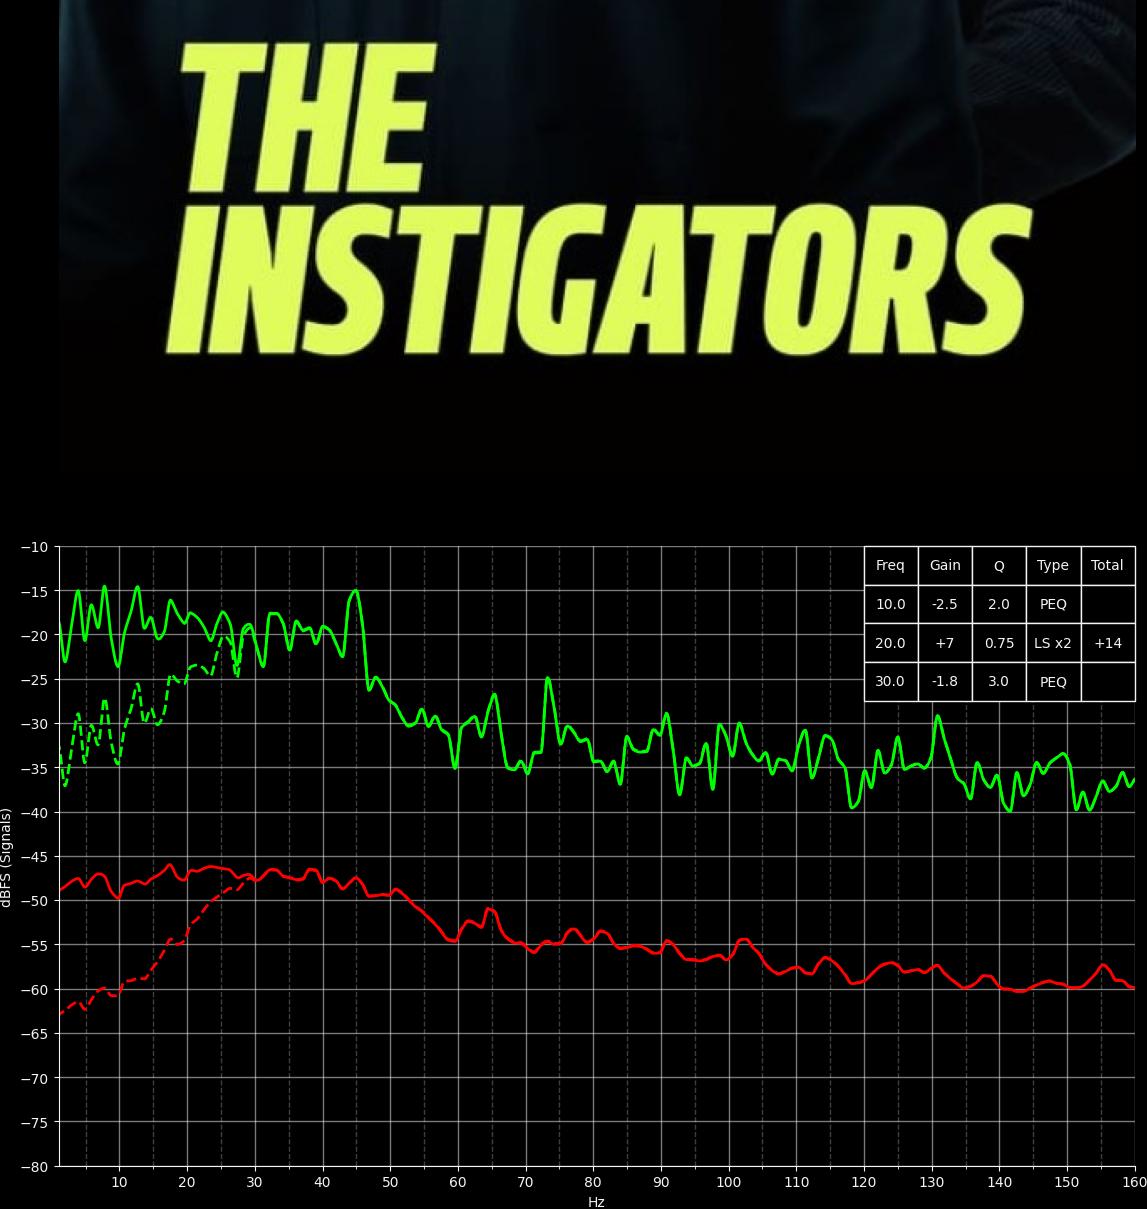 THE
INSTIGATORS
−10
−15
−20
−25
−30
−35
−40
−45
−50
−55
−60
−65
−70
−75
−80
dBFS (Signals)
Freq Gain Q Type Total
10.0 -2.5 2.0 PEQ
20.0 +7 0.75 LS x2 +14
30.0 -1.8 3.0 PEQ
10 20 30 40 50 60 70 80 90 100 110 120 130 140 150 160
Hz